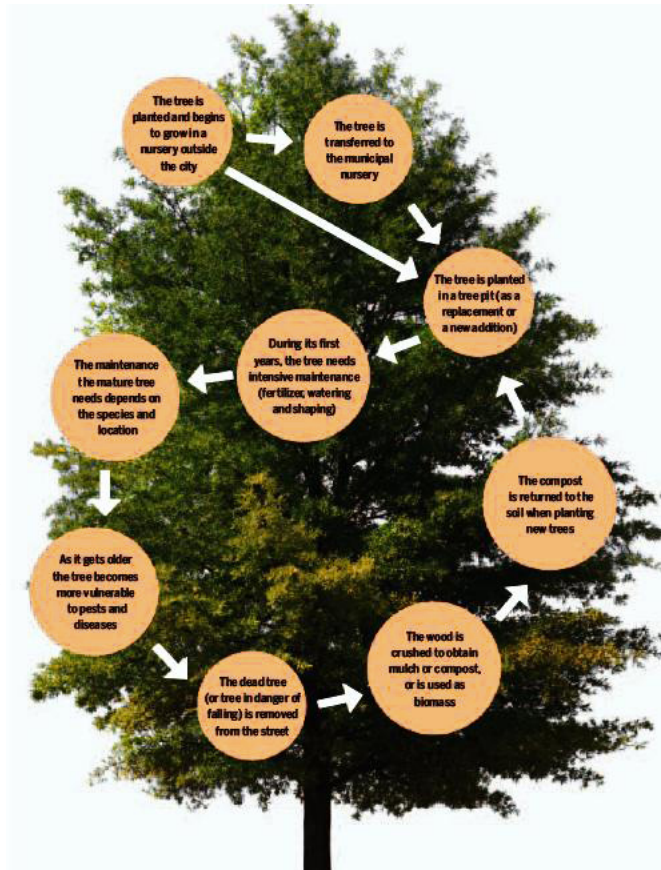 The tree is
planted and begins
to grow in a
nursery outside
the city
The tree is
transferred to
the municipal
nursery
The tree is planted
in a tree pit (as a
replacement or
a new addition)
During its first
years, the tree needs
intensive maintenance
(fertilizer, watering
and shaping)
The maintenance
the mature tree
needs depends on
the species and
location
As it gets older
the tree becomes
more vulnerable
to pests and
diseases
The dead tree
(or tree in danger of
falling) is removed
from the street
The wood is
crushed to obtain
mulch or compost,
or is used as
biomass
The compost
is returned to the
soil when planting
new trees